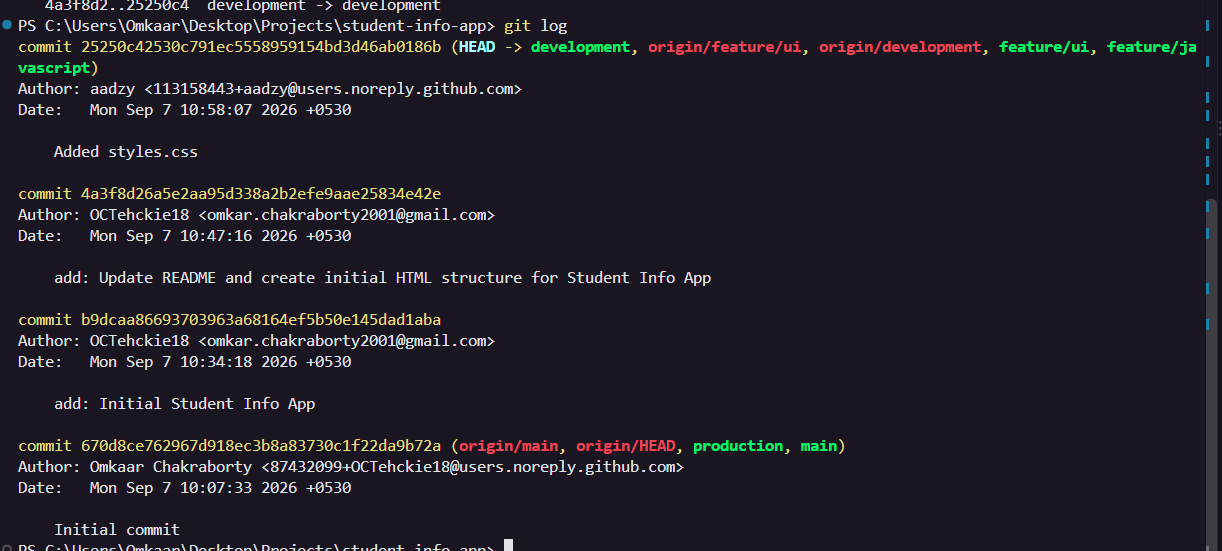 4a3f8d2..25250c4  development -> development
PS C:\Users\Omkaar\Desktop\Projects\student-info-app> git log
commit 25250c42530c791ec5558959154bd3d46ab0186b (HEAD -> development, origin/feature/ui, origin/development, feature/ui, feature/ja
vascript)
Author: aadzy <113158443+aadzy@users.noreply.github.com>
Date:   Mon Sep 7 10:58:07 2026 +0530
Added styles.css
commit 4a3f8d26a5e2aa95d338a2b2efe9aae25834e42e
Author: OCTehckie18 <omkar.chakraborty2001@gmail.com>
Date:   Mon Sep 7 10:47:16 2026 +0530
add: Update README and create initial HTML structure for Student Info App
commit b9dcaa86693703963a68164ef5b50e145dad1aba
Author: OCTehckie18 <omkar.chakraborty2001@gmail.com>
Date:   Mon Sep 7 10:34:18 2026 +0530
add: Initial Student Info App
commit 670d8ce762967d918ec3b8a83730c1f22da9b72a (origin/main, origin/HEAD, production, main)
Author: Omkaar Chakraborty <87432099+OCTehckie18@users.noreply.github.com>
Date:   Mon Sep 7 10:07:33 2026 +0530
Initial commit
PS C:\Users\Omkaar\Desktop\Projects\student-info-app>